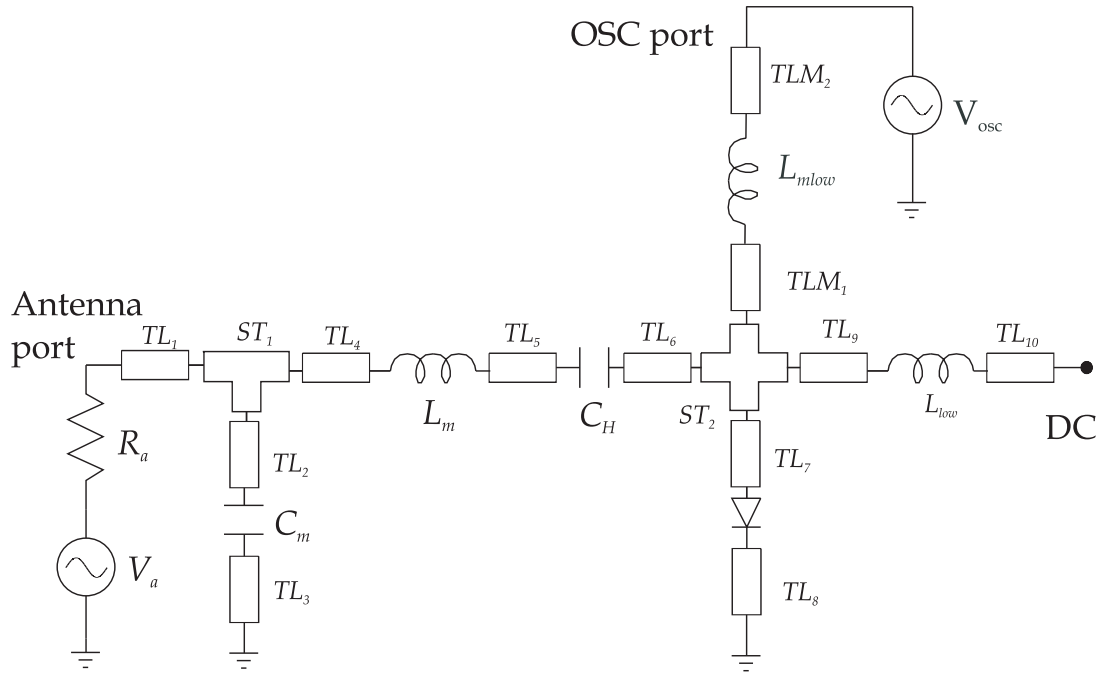 OSC port
TLM₂
Vosc
Lmlow
TLM₁
Antenna
port
TL₁
ST₁
TL₄
TL₅
TL₆
TL₉
TL₁₀
Lm
CH
ST₂
Llow
DC
Ra
TL₂
TL₇
Cm
Va
TL₃
TL₈